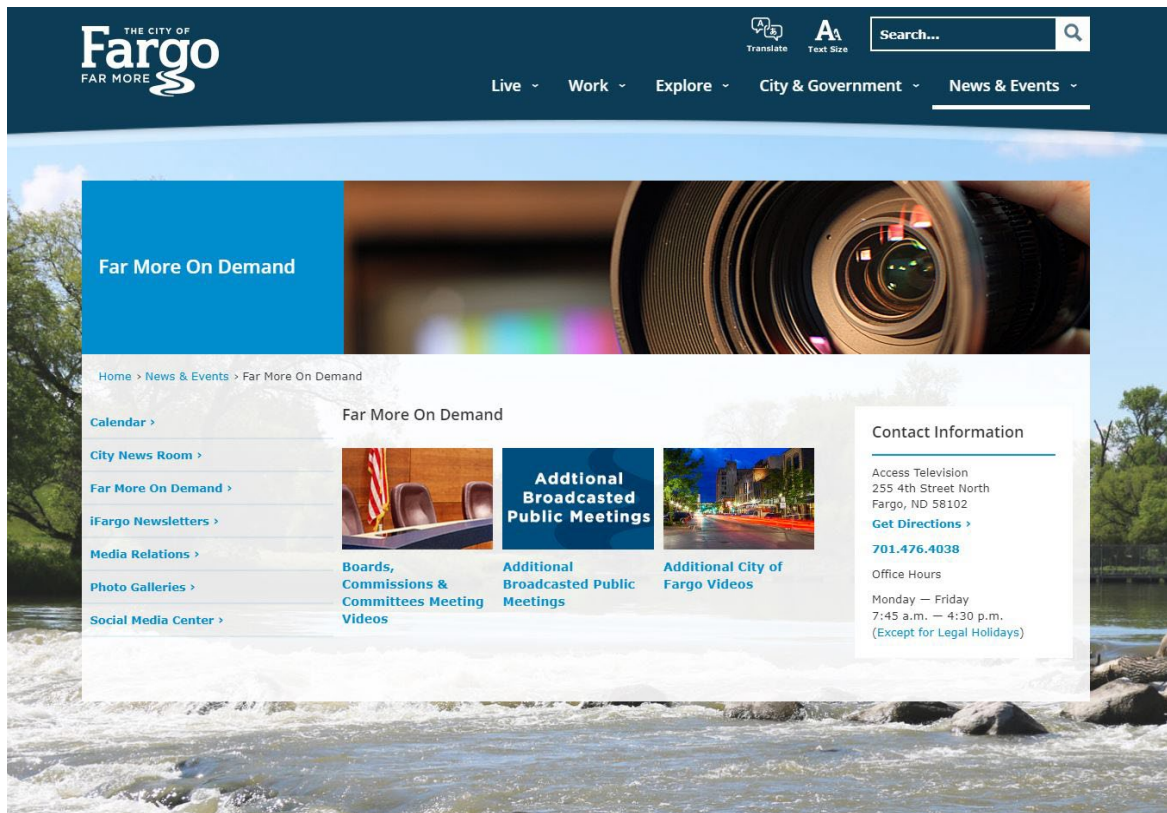 THE CITY OF
Fargo
FAR MORE
Translate
Text Size
Search...
Live
Work
Explore
City & Government
News & Events
Far More On Demand
Home › News & Events › Far More On Demand
Calendar ›
City News Room ›
Far More On Demand ›
iFargo Newsletters ›
Media Relations ›
Photo Galleries ›
Social Media Center ›
Far More On Demand
Addtional
Broadcasted
Public Meetings
Boards,
Commissions &
Committees Meeting
Videos
Additional
Broadcasted Public
Meetings
Additional City of
Fargo Videos
Contact Information
Access Television
255 4th Street North
Fargo, ND 58102
Get Directions ›
701.476.4038
Office Hours
Monday — Friday
7:45 a.m. — 4:30 p.m.
(Except for Legal Holidays)